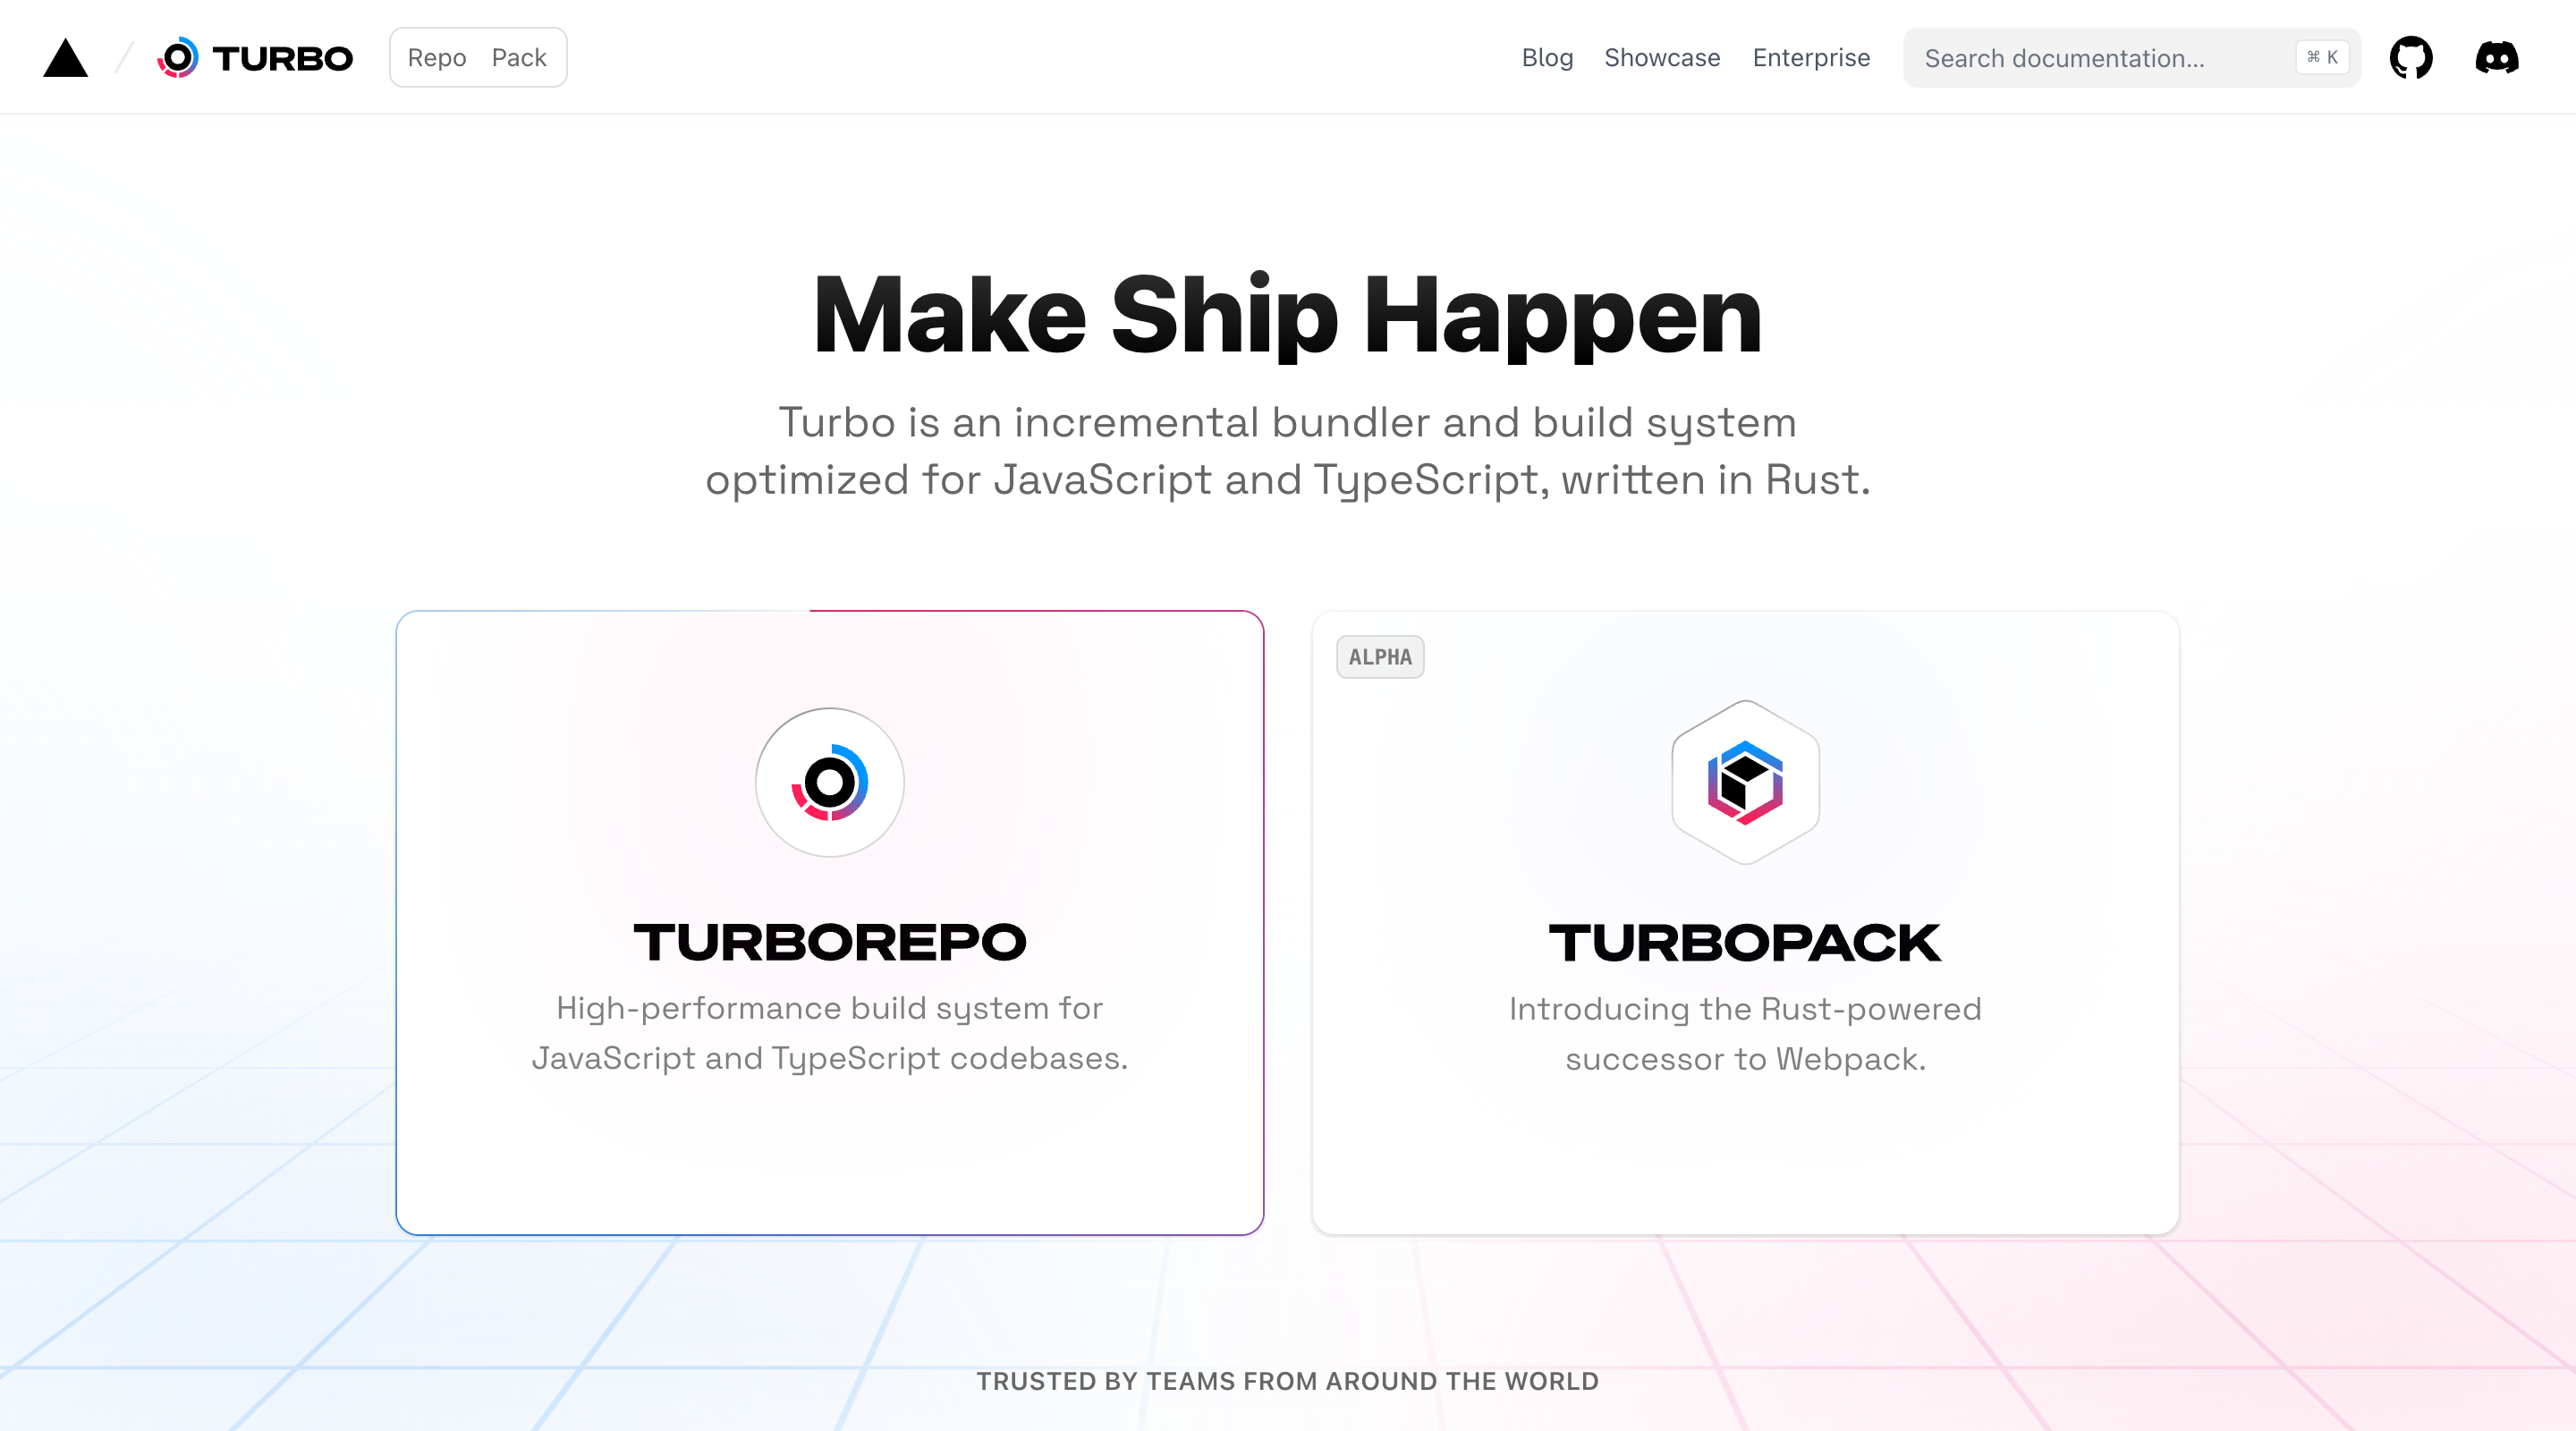 TURBO
Repo Pack
Blog Showcase Enterprise
Search documentation...
⌘ K
Make Ship Happen
Turbo is an incremental bundler and build system
optimized for JavaScript and TypeScript, written in Rust.
TURBOREPO
High-performance build system for
JavaScript and TypeScript codebases.
ALPHA
TURBOPACK
Introducing the Rust-powered
successor to Webpack.
TRUSTED BY TEAMS FROM AROUND THE WORLD